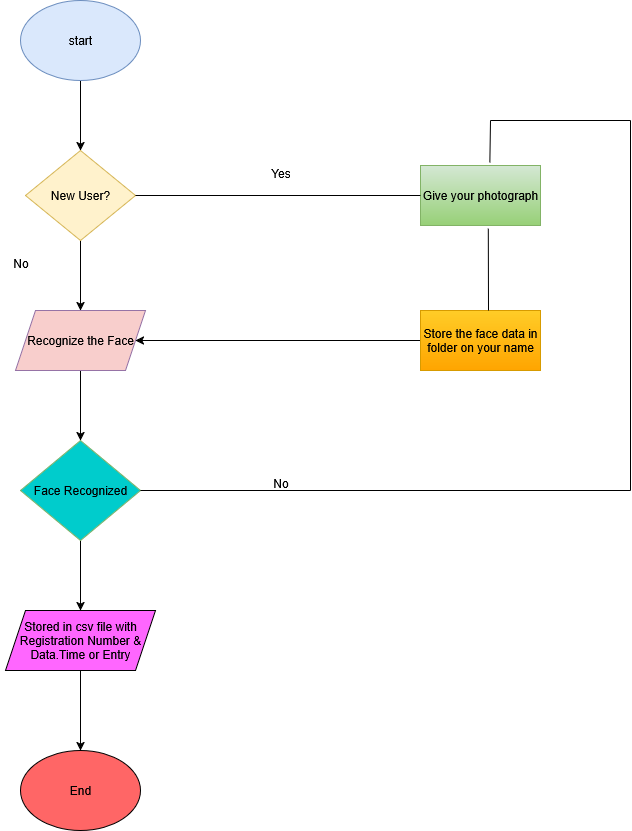 start
New User?
Yes
Give your photograph
No
Recognize the Face
Store the face data in
folder on your name
Face Recognized
No
Stored in csv file with
Registration Number &
Data.Time or Entry
End